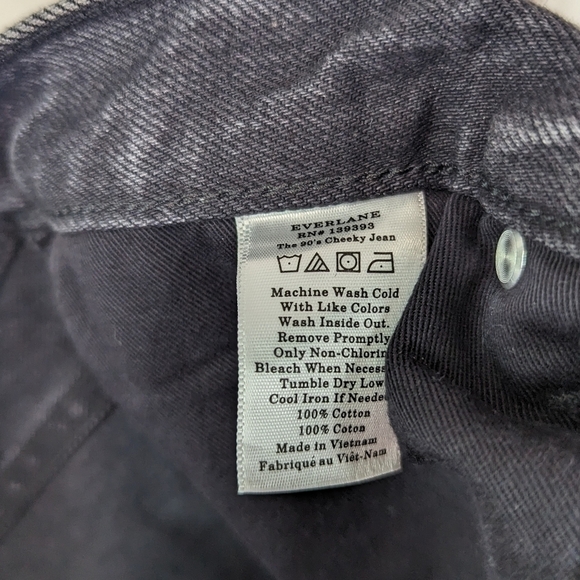 EVERLANE
RN# 139393
The 90's Cheeky Jean
Machine Wash Cold
With Like Colors
Wash Inside Out.
Remove Promptly
Only Non-Chlorin
Bleach When Necess
Tumble Dry Low
Cool Iron If Neede
100% Cotton
100% Coton
Made in Vietnam
Fabriqué au Viêt-Nam